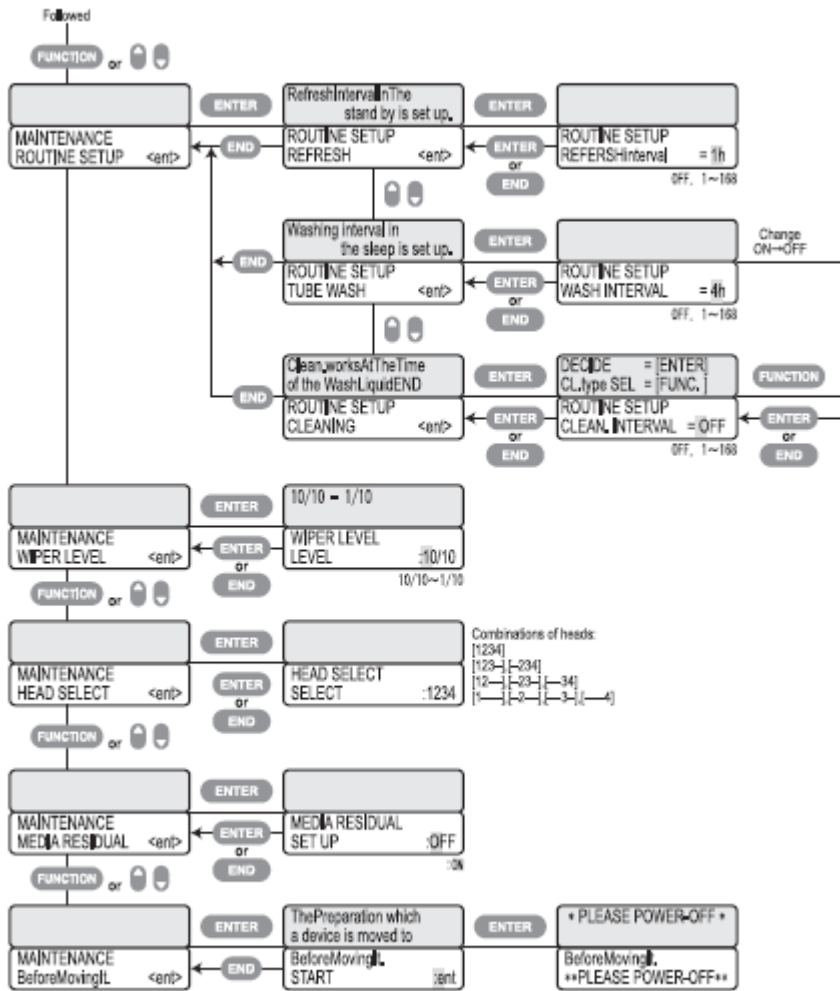 Followed
FUNCTION or
ENTER
RefreshIntervalInThe
stand by is set up.
ENTER
MAINTENANCE
ROUTINE SETUP <ent>
END
ROUTINE SETUP
REFRESH <ent>
ENTER
or
END
ROUTINE SETUP
REFERSHinterval = 1h
OFF, 1~168
Washing interval in
the sleep is set up.
ENTER
Change
ON→OFF
END
ROUTINE SETUP
TUBE WASH <ent>
ENTER
or
END
ROUTINE SETUP
WASH INTERVAL = 4h
OFF, 1~168
Clean.worksAtTheTime
of the WashLiquidEND
ENTER
DECIDE = [ENTER]
CL.type SEL = [FUNC. ]
FUNCTION
END
ROUTINE SETUP
CLEANING <ent>
ENTER
or
END
ROUTINE SETUP
CLEAN. INTERVAL = OFF
OFF, 1~168
ENTER
or
END
ENTER
10/10 - 1/10
MAINTENANCE
WIPER LEVEL <ent>
ENTER
or
END
WIPER LEVEL
LEVEL :10/10
10/10~1/10
FUNCTION or
ENTER
MAINTENANCE
HEAD SELECT <ent>
ENTER
or
END
HEAD SELECT
SELECT :1234
Combinations of heads:
[1234]
[123-],[-234]
[12--],[-23-],[--34]
[1---],[-2--],[--3-],[---4]
FUNCTION or
ENTER
MAINTENANCE
MEDIA RESIDUAL <ent>
ENTER
or
END
MEDIA RESIDUAL
SET UP :OFF
:ON
FUNCTION or
ENTER
ThePreparation which
a device is moved to
ENTER
* PLEASE POWER-OFF *
MAINTENANCE
BeforeMovingIt. <ent>
END
BeforeMovingIt.
START :ent
BeforeMovingIt.
**PLEASE POWER-OFF**